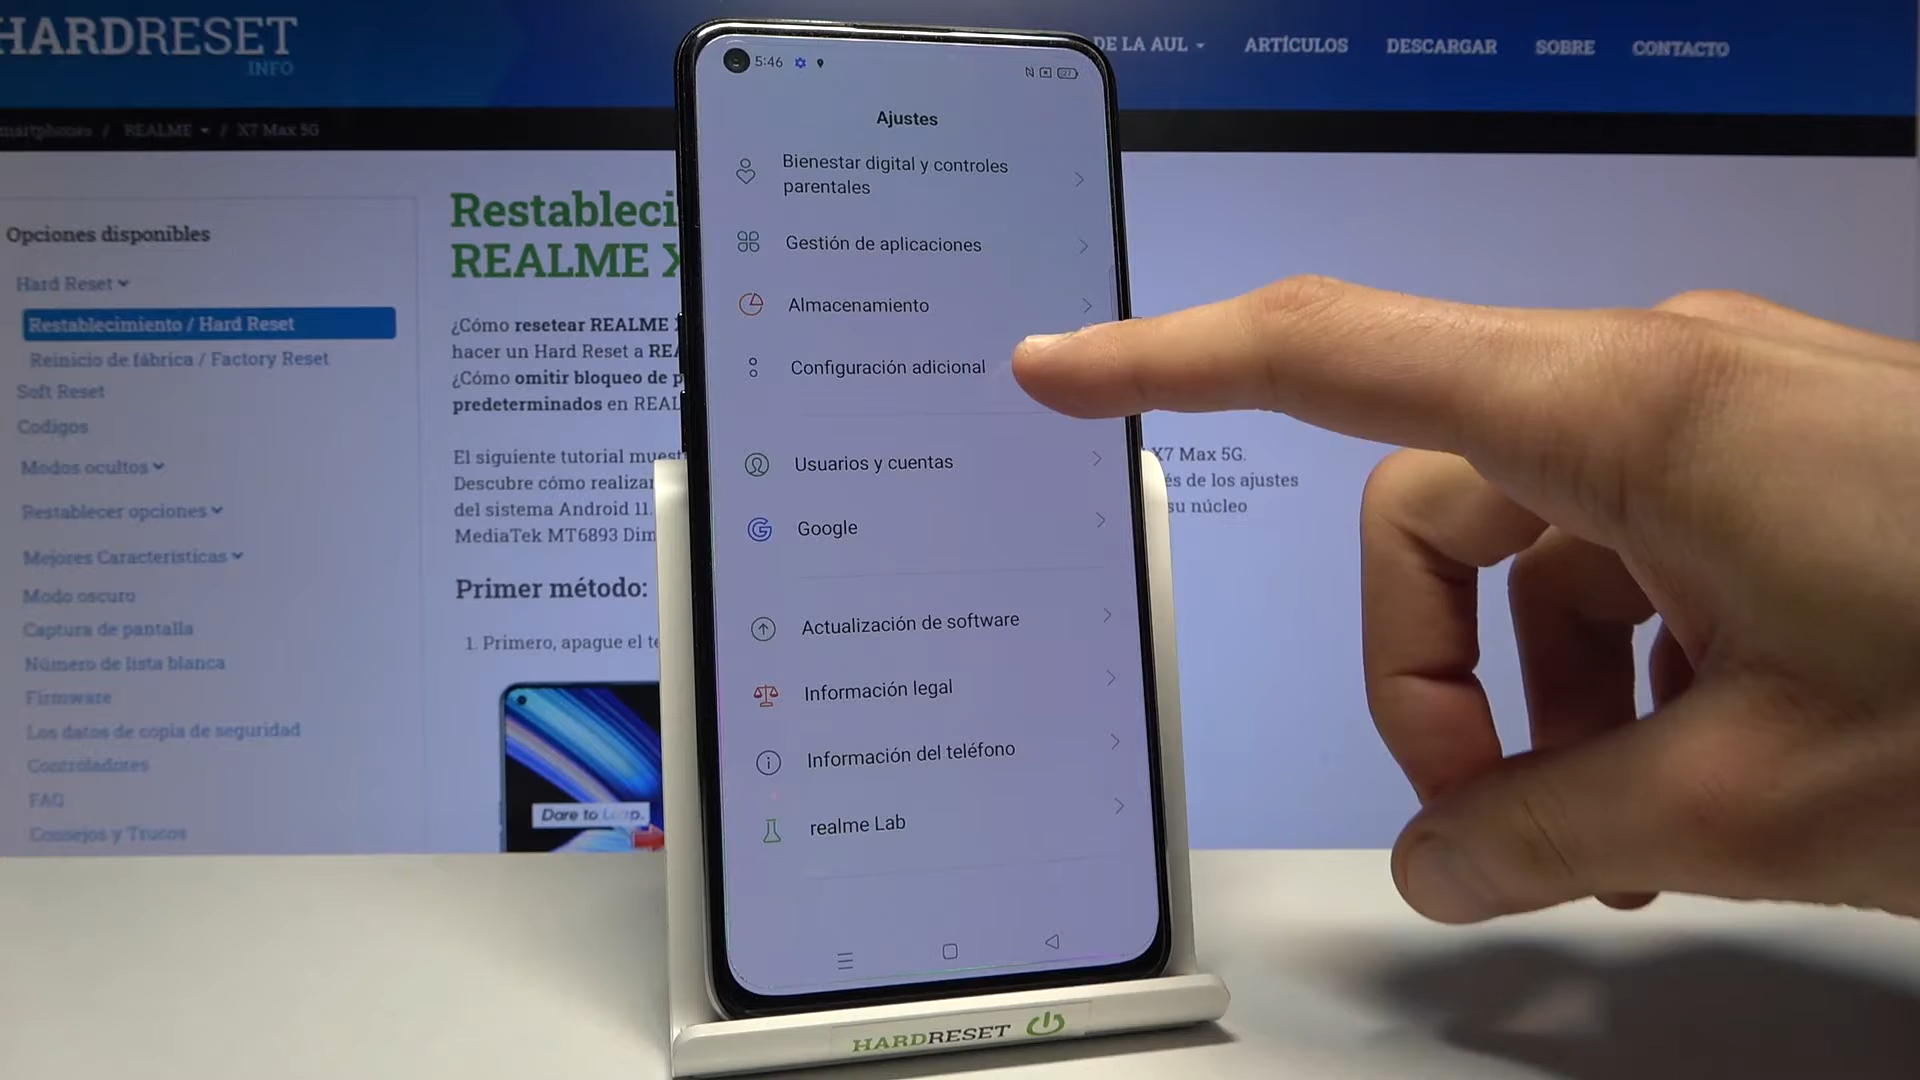 HARDRESET
.INFO
DE LA AUL
ARTÍCULOS
DESCARGAR
SOBRE
CONTACTO
smartphones / REALME / X7 Max 5G
Opciones disponibles
Hard Reset
Restablecimiento / Hard Reset
Reinicio de fábrica / Factory Reset
Soft Reset
Codigos
Modos ocultos
Restablecer opciones
Mejores Características
Modo oscuro
Captura de pantalla
Número de lista blanca
Firmware
Los datos de copia de seguridad
Controladores
FAQ
Consejos y Trucos
Restableci
REALME X
¿Cómo resetear REALME
hacer un Hard Reset a REA
¿Cómo omitir bloqueo de p
predeterminados en REAL
El siguiente tutorial muest
Descubre cómo realizar
del sistema Android 11.
MediaTek MT6893 Dim
X7 Max 5G.
és de los ajustes
su núcleo
Primer método:
1. Primero, apague el te
Dare to Leap.
5:46
27
Ajustes
Bienestar digital y controles
parentales
Gestión de aplicaciones
Almacenamiento
Configuración adicional
Usuarios y cuentas
Google
Actualización de software
Información legal
Información del teléfono
realme Lab
HARDRESET